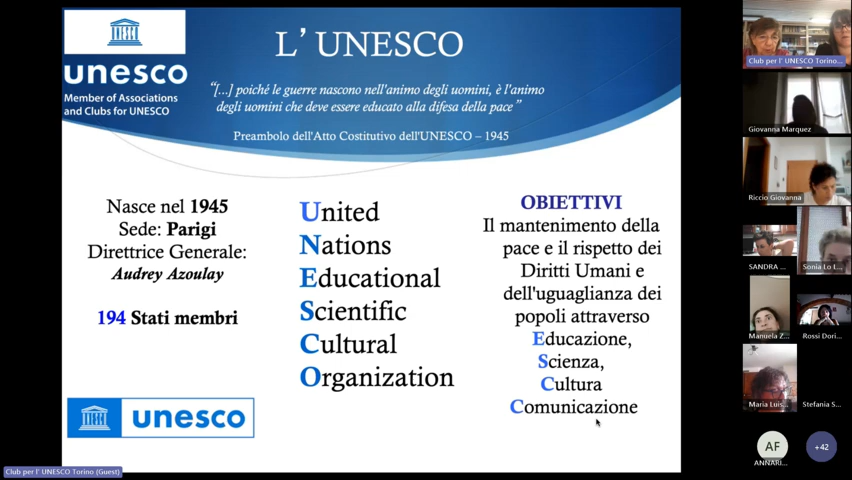 L' UNESCO
unesco
Member of Associations
and Clubs for UNESCO
"[...] poiché le guerre nascono nell'animo degli uomini, è l'animo
degli uomini che deve essere educato alla difesa della pace"
Preambolo dell'Atto Costitutivo dell'UNESCO – 1945
Nasce nel 1945
Sede: Parigi
Direttrice Generale:
Audrey Azoulay
194 Stati membri
United
Nations
Educational
Scientific
Cultural
Organization
OBIETTIVI
Il mantenimento della
pace e il rispetto dei
Diritti Umani e
dell'uguaglianza dei
popoli attraverso
Educazione,
Scienza,
Cultura
Comunicazione
unesco
Club per l' UNESCO Torino (Guest)
Club per l' UNESCO Torino...
Giovanna Marquez
Riccio Giovanna
SANDRA ...
Sonia Lo L...
Manuela Z...
Rossi Dori...
Maria Luis...
Stefania S...
AF
+42
ANNARI...